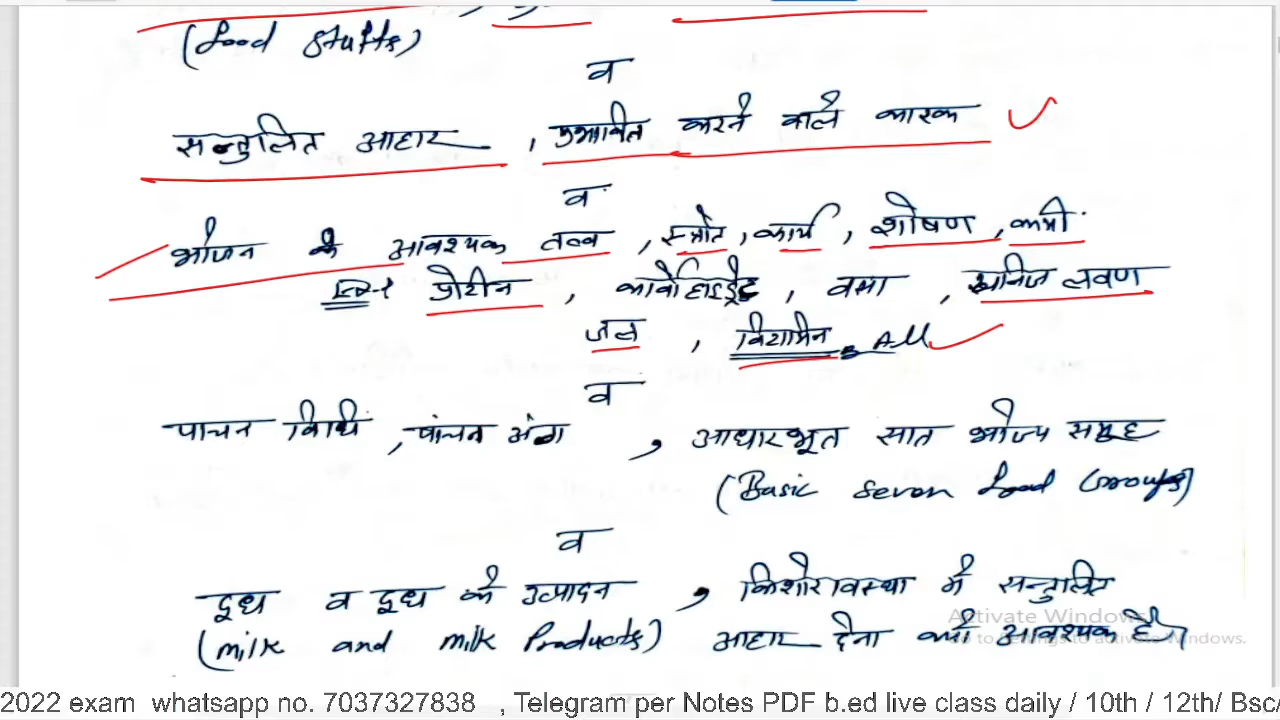 (food stuffs)
व
सन्तुलित आहार , प्रभावित करने वाले कारक
व
भोजन के आवश्यक तत्व , स्त्रोत , कार्य , शोषण , कमी
प्रोटीन , कार्बोहाइड्रेट , वसा , खनिज लवण
जल , विटामिन All
व
पाचन विधि , पाचन अंग , आधारभूत सात भोज्य समूह
(Basic Seven food Groups)
व
दूध व दूध के उत्पादन , किशोरावस्था में सन्तुलित
(milk and milk Products) आहार देना क्यों आवश्यक है
Activate Windows
Go to Settings to activate Windows.
2022 exam whatsapp no. 7037327838 , Telegram per Notes PDF b.ed live class daily / 10th / 12th/ Bsc